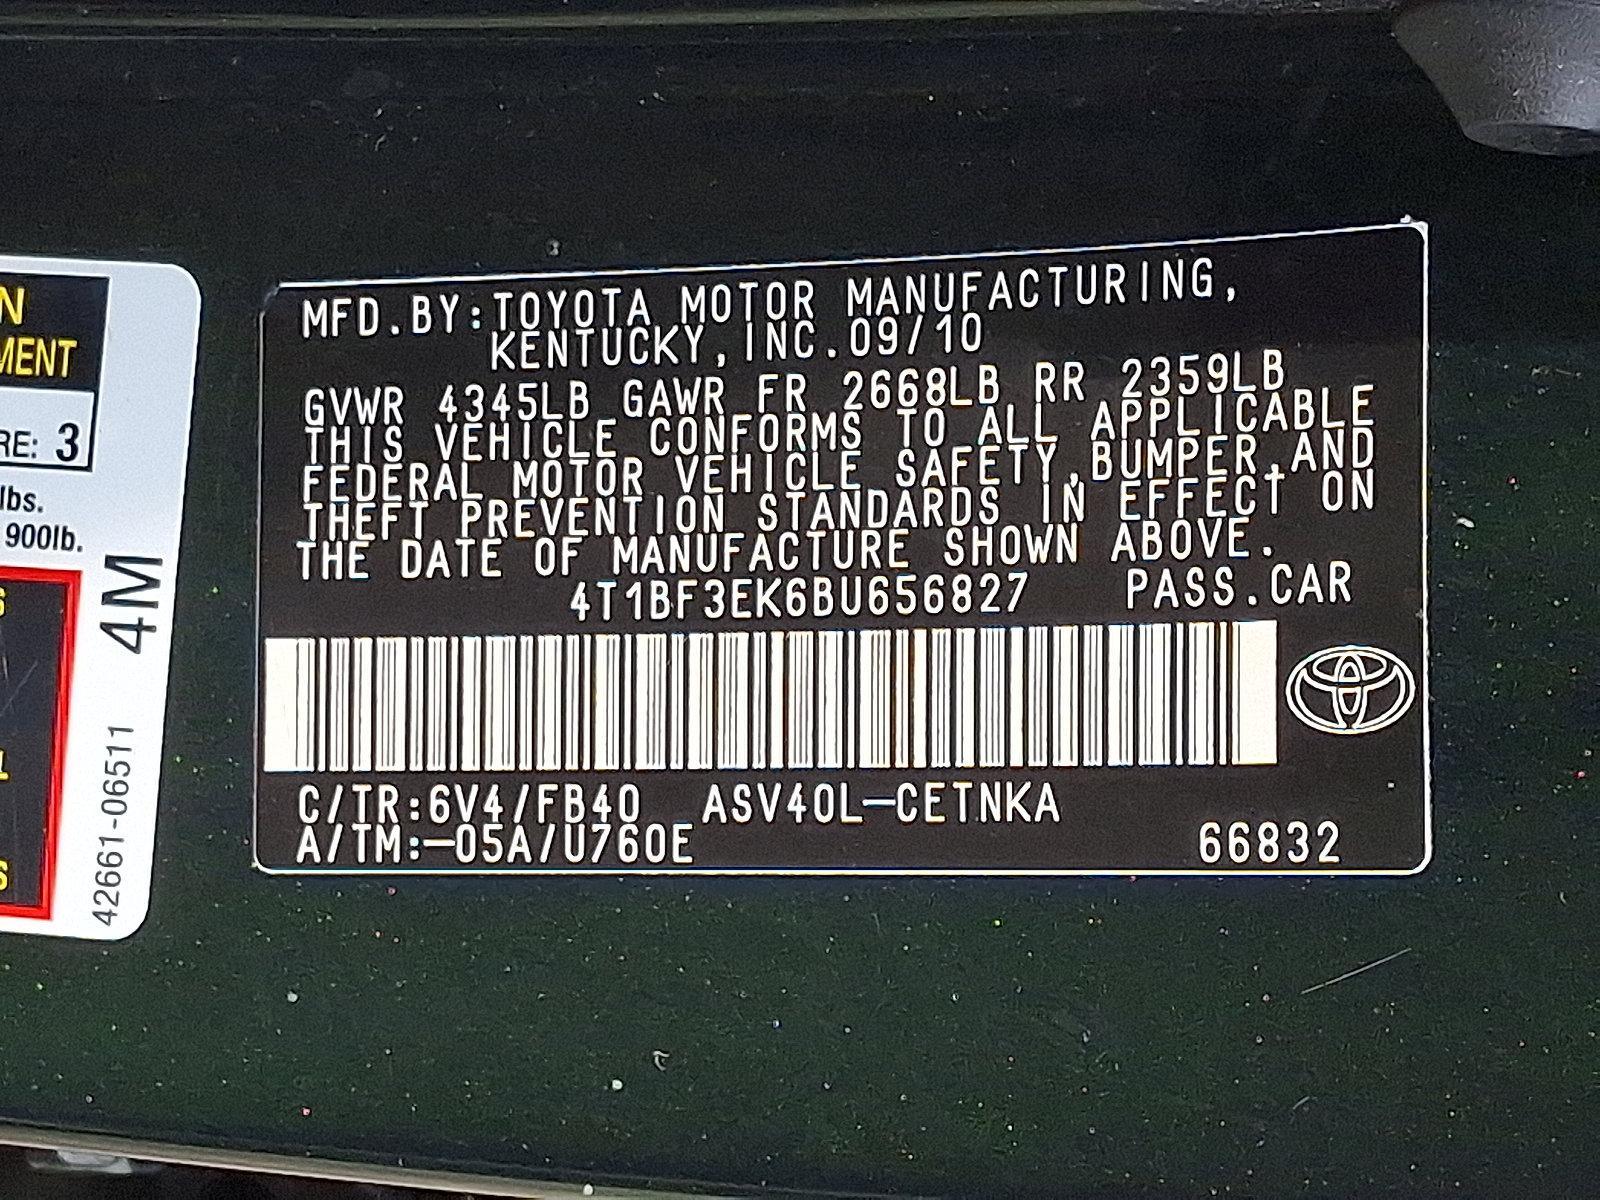 N
MENT
RE: 3
lbs.
900lb.
4M
42661-06511
MFD.BY:TOYOTA MOTOR MANUFACTURING,
KENTUCKY,INC.09/10
GVWR 4345LB GAWR FR 2668LB RR 2359LB
THIS VEHICLE CONFORMS TO ALL APPLICABLE
FEDERAL MOTOR VEHICLE SAFETY,BUMPER,AND
THEFT PREVENTION STANDARDS IN EFFECT ON
THE DATE OF MANUFACTURE SHOWN ABOVE.
4T1BF3EK6BU656827 PASS.CAR
C/TR:6V4/FB40 ASV40L-CETNKA
A/TM:-05A/U760E 66832